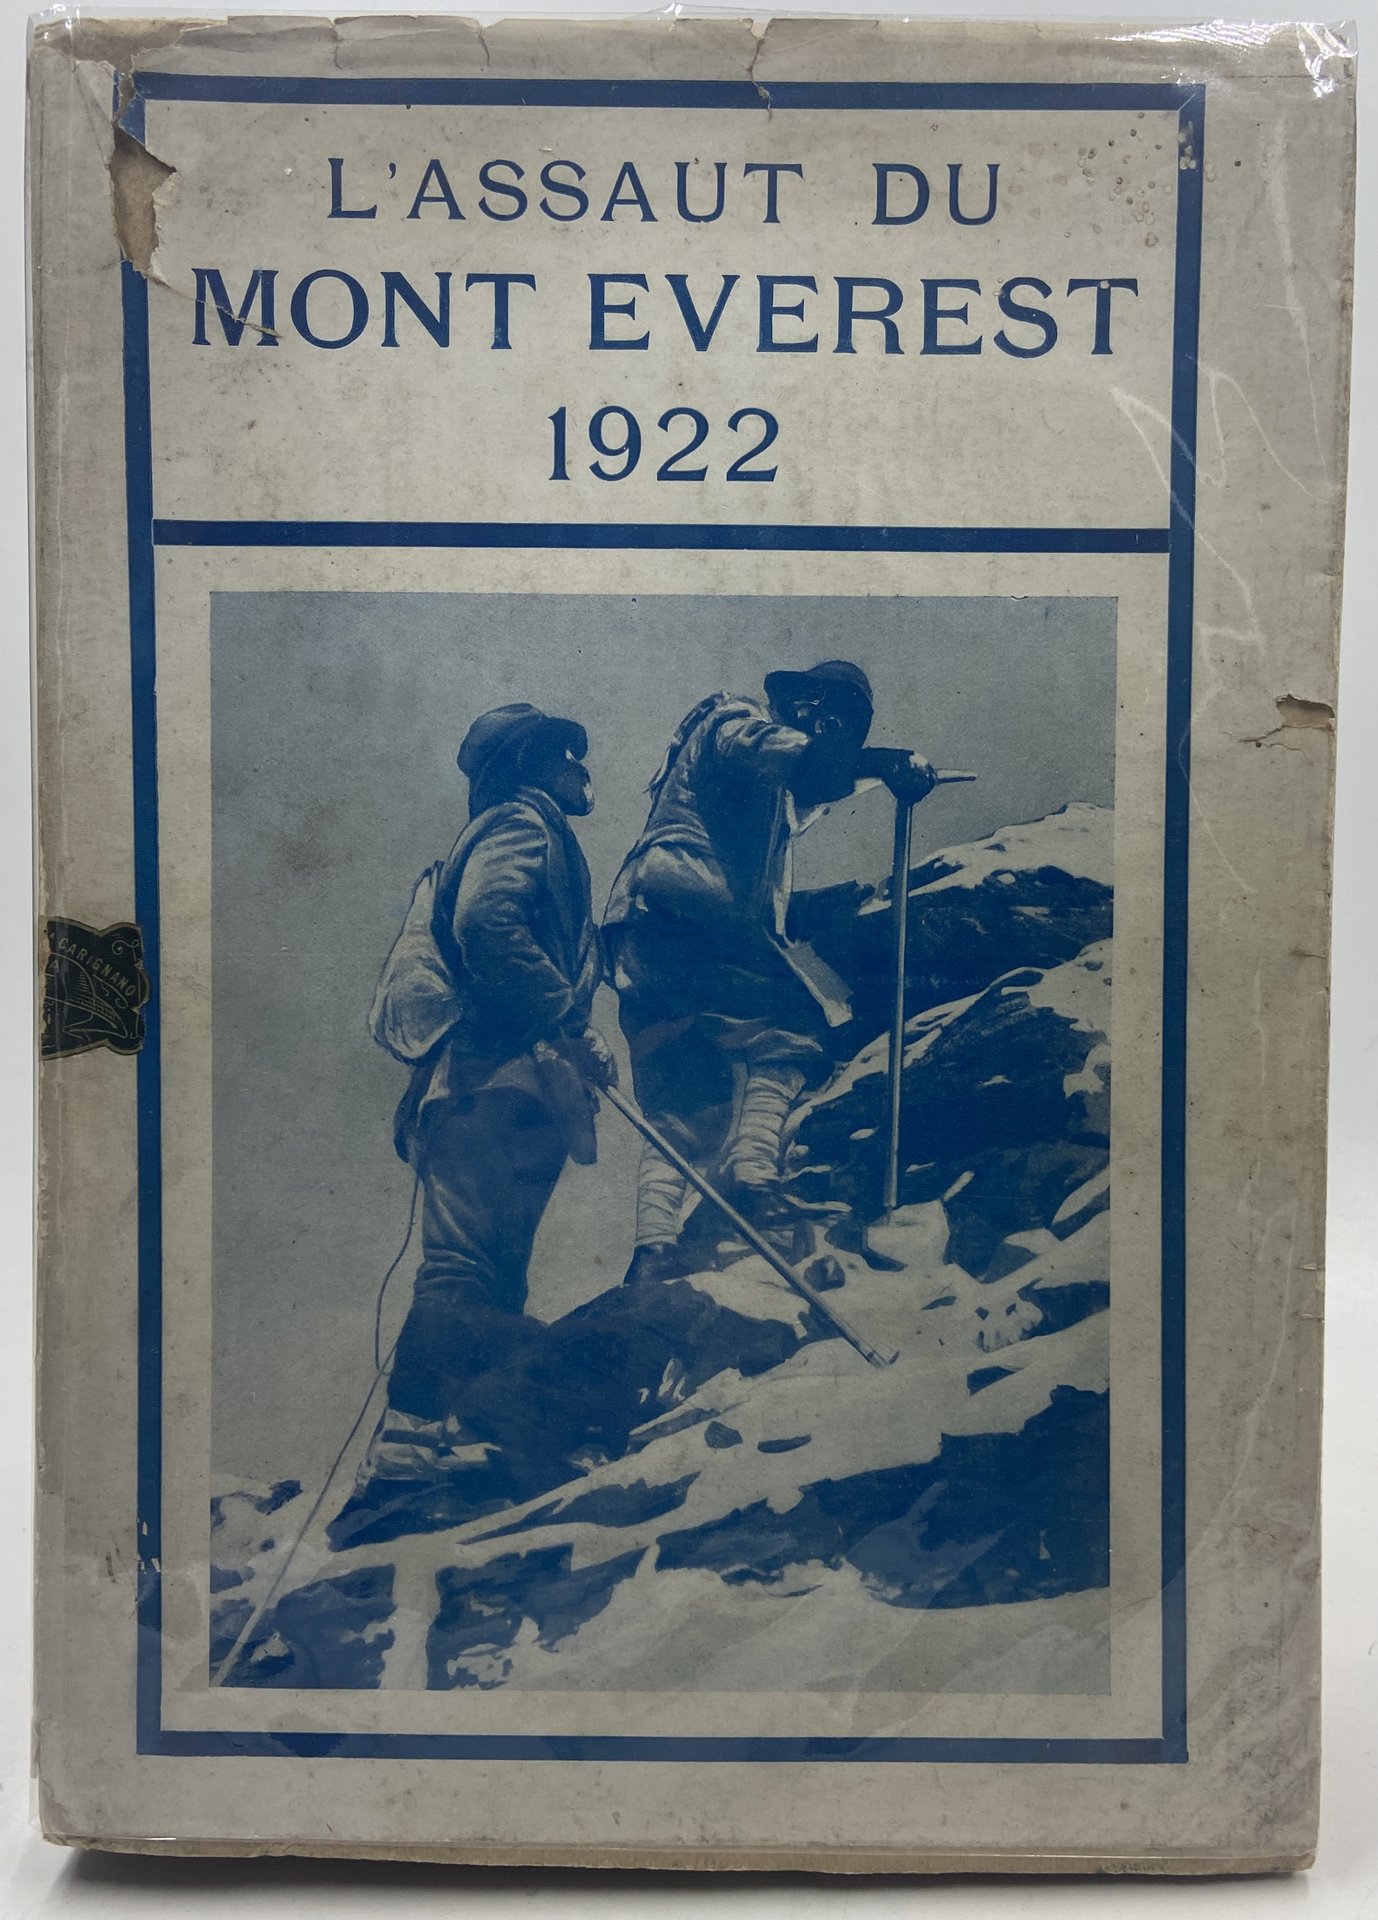 L'ASSAUT DU
MONT EVEREST
1922
CARIGNANO